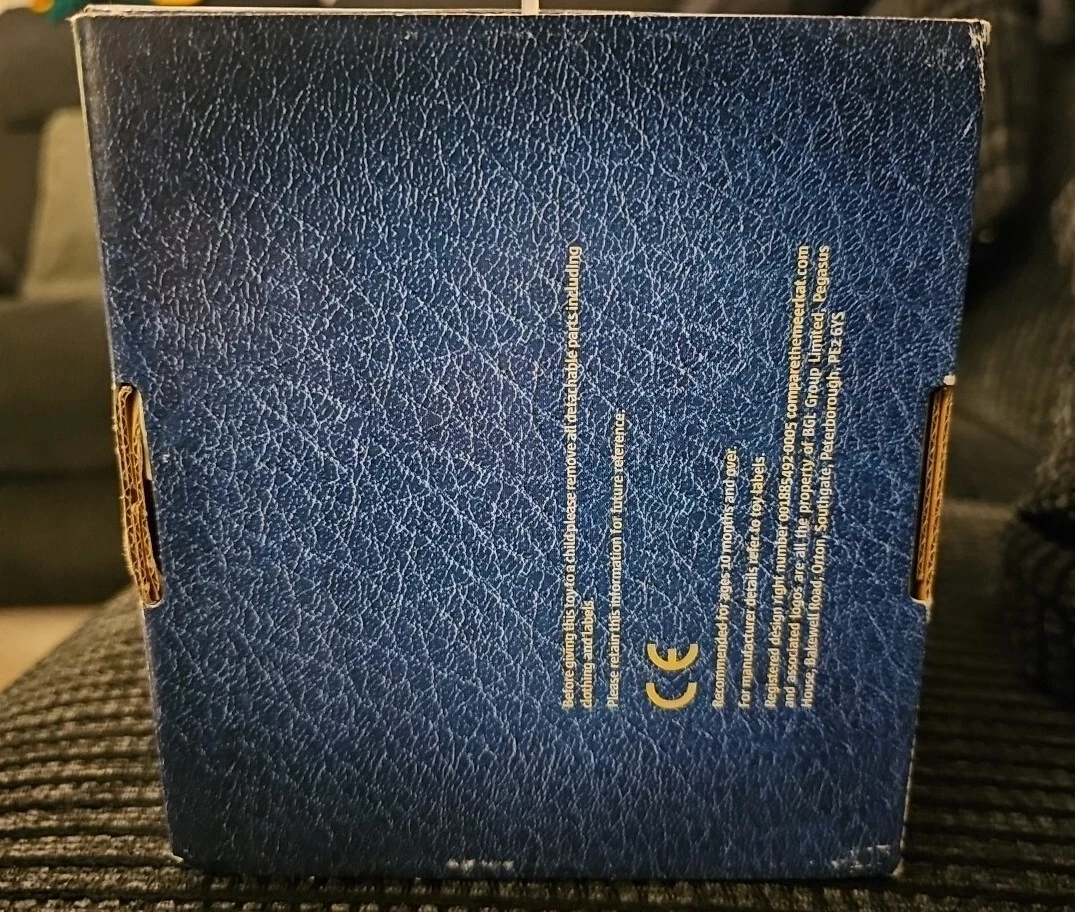 Before giving this toy to a child please remove all detachable parts including
clothing and labels.
Please retain this information for future reference.
CE
Recommended for ages 10 months and over.
For manufacturer details refer to toy labels.
Registered design right number 001885492-0005 comparethemeerkat.com
and associated logos are all the property of BGL Group Limited, Pegasus
House, Bakewell Road, Orton, Southgate, Peterborough, PE2 6YS